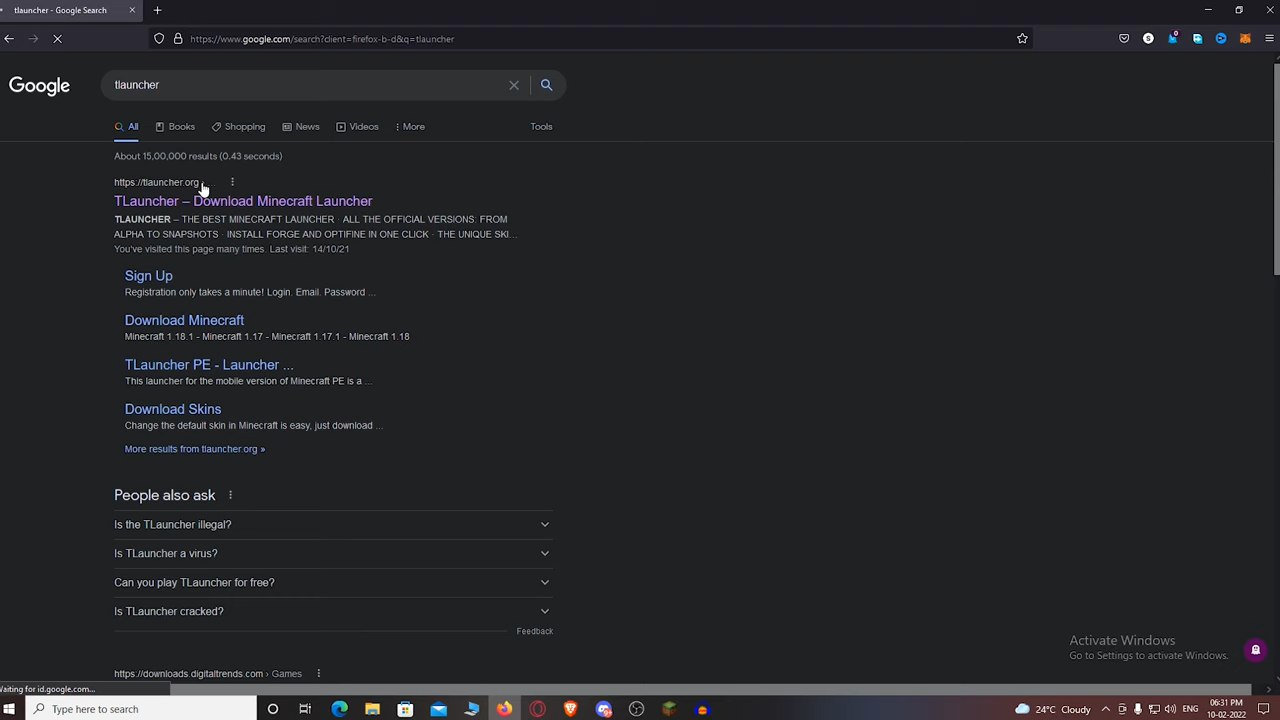 tlauncher - Google Search
https://www.google.com/search?client=firefox-b-d&q=tlauncher
Google
tlauncher
All
Books
Shopping
News
Videos
More
Tools
About 15,00,000 results (0.43 seconds)
https://tlauncher.org
TLauncher – Download Minecraft Launcher
TLAUNCHER – THE BEST MINECRAFT LAUNCHER · ALL THE OFFICIAL VERSIONS: FROM
ALPHA TO SNAPSHOTS · INSTALL FORGE AND OPTIFINE IN ONE CLICK · THE UNIQUE SKI...
You've visited this page many times. Last visit: 14/10/21
Sign Up
Registration only takes a minute! Login. Email. Password ...
Download Minecraft
Minecraft 1.18.1 - Minecraft 1.17 - Minecraft 1.17.1 - Minecraft 1.18
TLauncher PE - Launcher ...
This launcher for the mobile version of Minecraft PE is a ...
Download Skins
Change the default skin in Minecraft is easy, just download ...
More results from tlauncher.org »
People also ask
Is the TLauncher illegal?
Is TLauncher a virus?
Can you play TLauncher for free?
Is TLauncher cracked?
Feedback
https://downloads.digitaltrends.com › Games
Activate Windows
Go to Settings to activate Windows.
Waiting for id.google.com...
Type here to search
24°C Cloudy
06:31 PM
10-02-2022